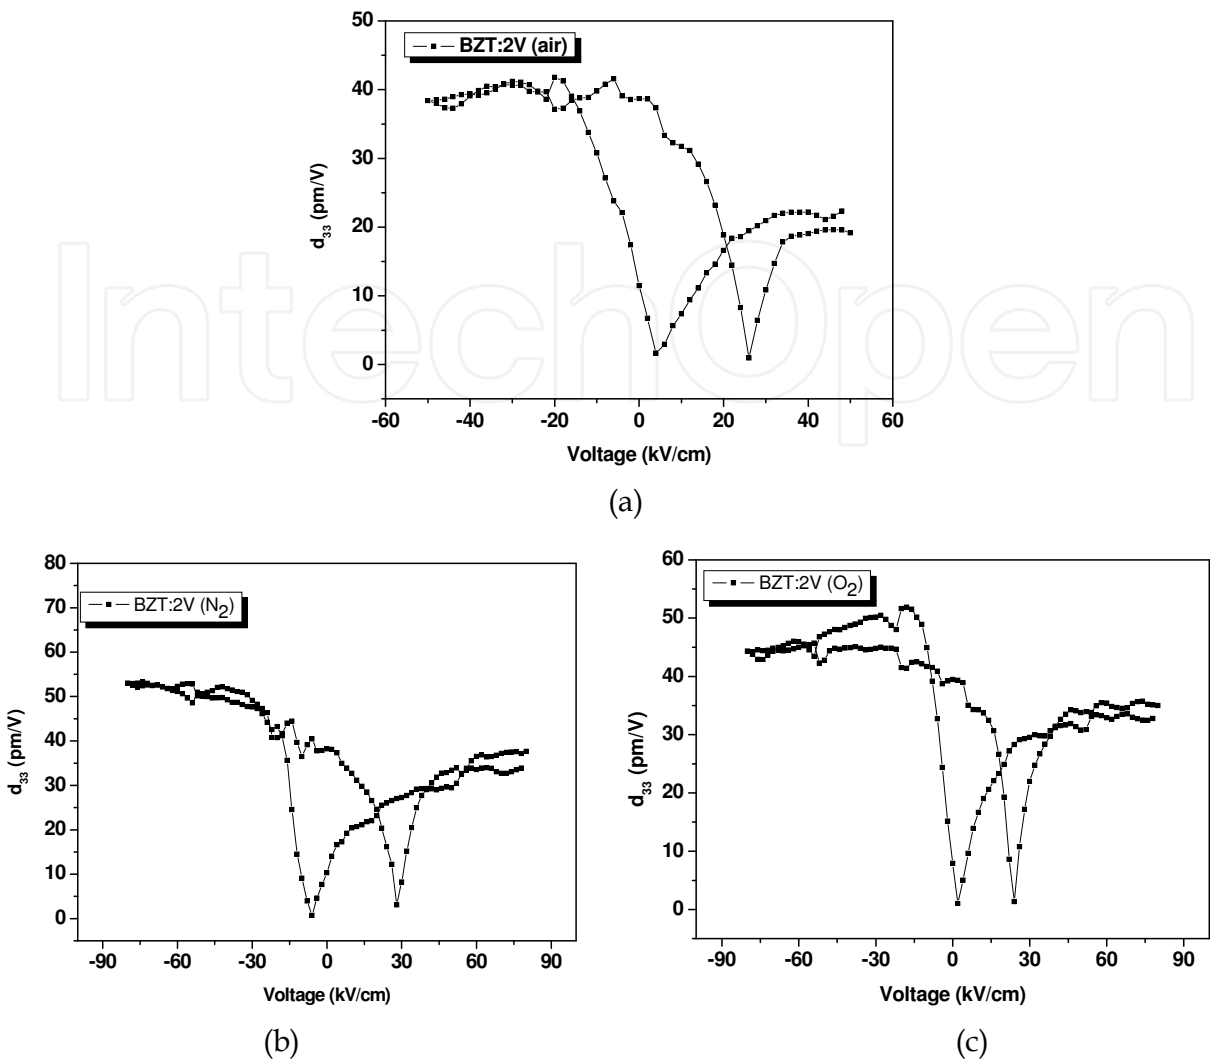 50
40
30
20
10
0
d33 (pm/V)
BZT:2V (air)
-60 -40 -20 0 20 40 60
Voltage (kV/cm)
(a)
IntechOpen
80
70
60
50
40
30
20
10
0
d33 (pm/V)
BZT:2V (N2)
-90 -60 -30 0 30 60 90
Voltage (kV/cm)
(b)
60
50
40
30
20
10
0
d33 (pm/V)
BZT:2V (O2)
-90 -60 -30 0 30 60 90
Voltage (kV/cm)
(c)